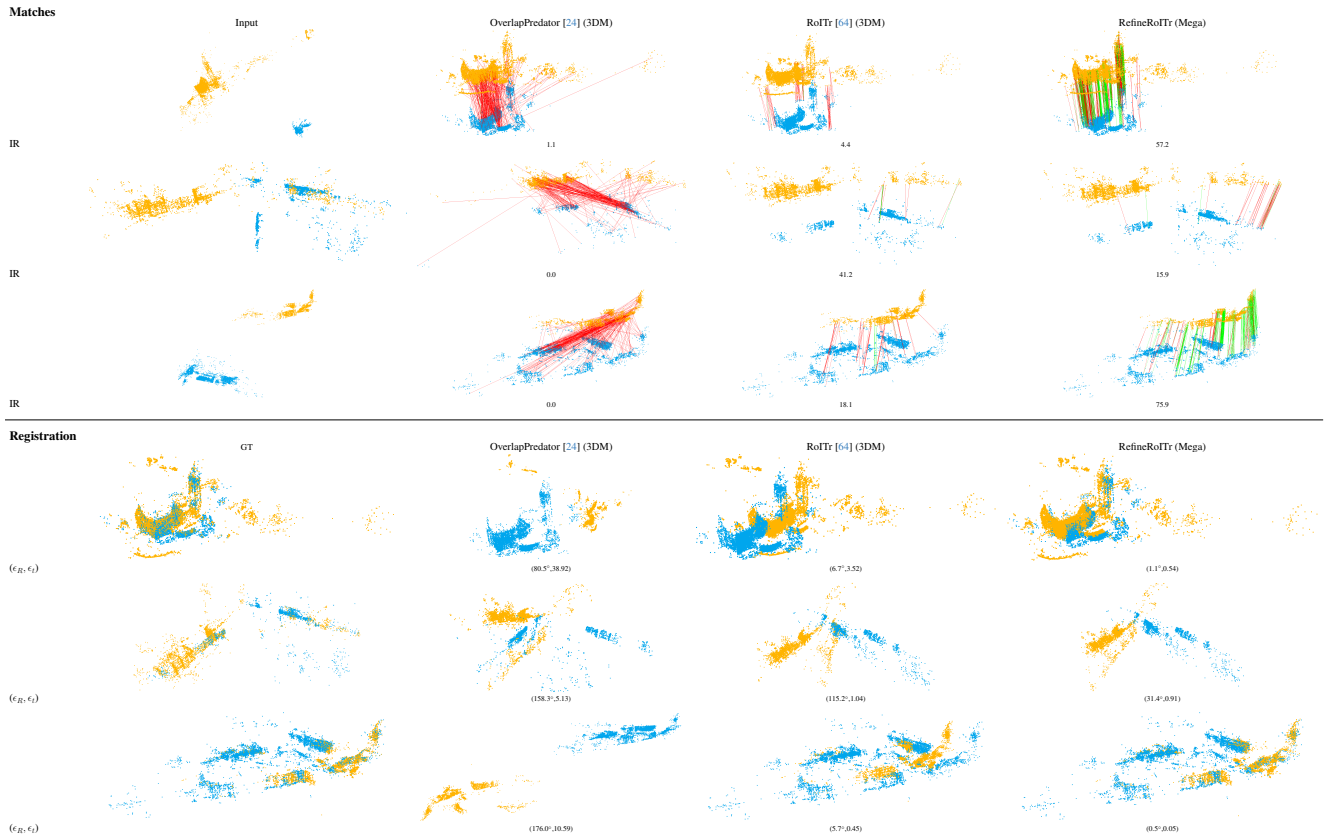 Matches
Input OverlapPredator [24] (3DM) RoITr [64] (3DM) RefineRoITr (Mega)
IR 1.1 4.4 57.2
IR 0.0 41.2 15.9
IR 0.0 18.1 75.9
Registration
GT OverlapPredator [24] (3DM) RoITr [64] (3DM) RefineRoITr (Mega)
(ϵR, ϵt) (80.5°,38.92) (6.7°,3.52) (1.1°,0.54)
(ϵR, ϵt) (158.3°,5.13) (115.2°,1.04) (31.4°,0.91)
(ϵR, ϵt) (176.0°,10.59) (5.7°,0.45) (0.5°,0.05)